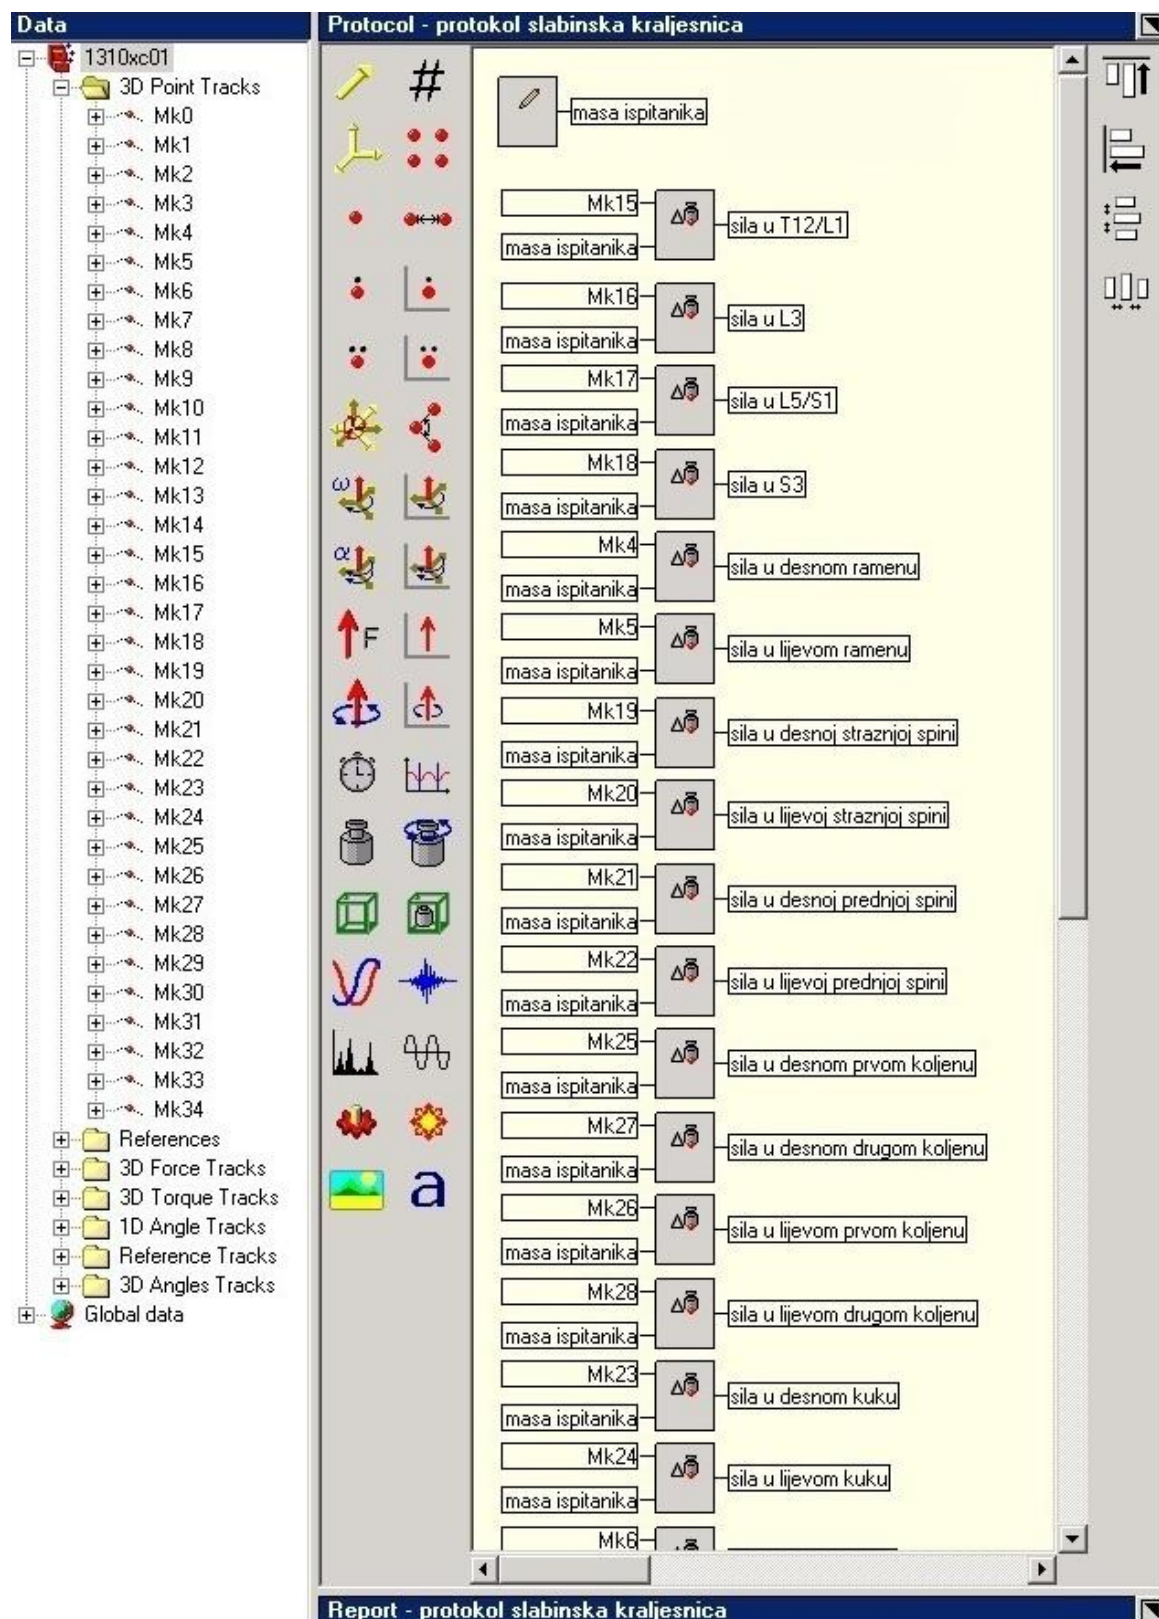 Data
1310xc01
3D Point Tracks
Mk0
Mk1
Mk2
Mk3
Mk4
Mk5
Mk6
Mk7
Mk8
Mk9
Mk10
Mk11
Mk12
Mk13
Mk14
Mk15
Mk16
Mk17
Mk18
Mk19
Mk20
Mk21
Mk22
Mk23
Mk24
Mk25
Mk26
Mk27
Mk28
Mk29
Mk30
Mk31
Mk32
Mk33
Mk34
References
3D Force Tracks
3D Torque Tracks
1D Angle Tracks
Reference Tracks
3D Angles Tracks
Global data
Protocol - protokol slabinska kraljesnica
#
ω
α
F
a
masa ispitanika
Mk15
masa ispitanika
sila u T12/L1
Mk16
masa ispitanika
sila u L3
Mk17
masa ispitanika
sila u L5/S1
Mk18
masa ispitanika
sila u S3
Mk4
masa ispitanika
sila u desnom ramenu
Mk5
masa ispitanika
sila u lijevom ramenu
Mk19
masa ispitanika
sila u desnoj straznjoj spini
Mk20
masa ispitanika
sila u lijevoj straznjoj spini
Mk21
masa ispitanika
sila u desnoj prednjoj spini
Mk22
masa ispitanika
sila u lijevoj prednjoj spini
Mk25
masa ispitanika
sila u desnom prvom koljenu
Mk27
masa ispitanika
sila u desnom drugom koljenu
Mk26
masa ispitanika
sila u lijevom prvom koljenu
Mk28
masa ispitanika
sila u lijevom drugom koljenu
Mk23
masa ispitanika
sila u desnom kuku
Mk24
masa ispitanika
sila u lijevom kuku
Mk6
Report - protokol slabinska kraljesnica